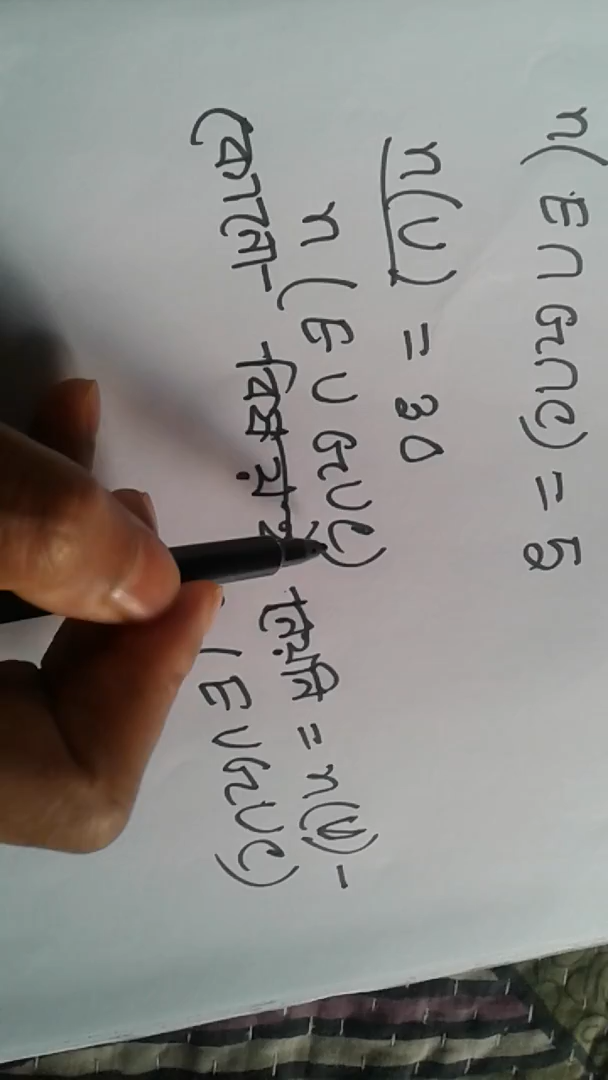 n(E∩G∩C) = 5
n(U) = 30
n(E∪G∪C)
কোনো বিষয়ই নেয়নি = n(U) -
(E∪G∪C)